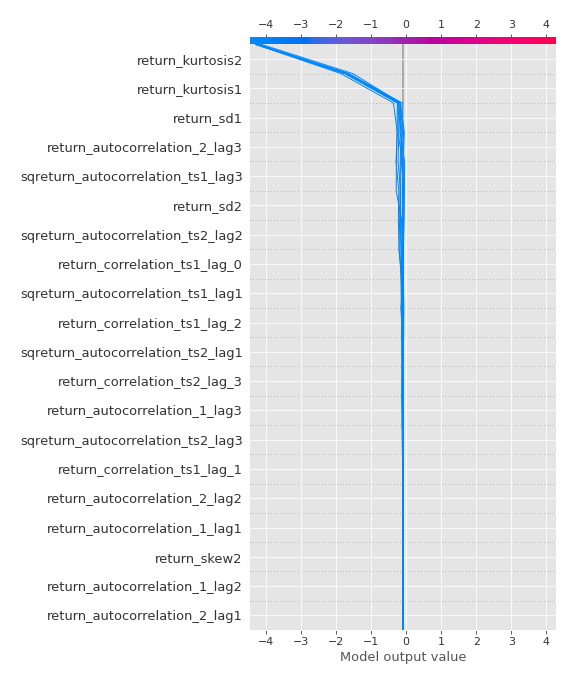 −4 −3 −2 −1 0 1 2 3 4
return_kurtosis2
return_kurtosis1
return_sd1
return_autocorrelation_2_lag3
sqreturn_autocorrelation_ts1_lag3
return_sd2
sqreturn_autocorrelation_ts2_lag2
return_correlation_ts1_lag_0
sqreturn_autocorrelation_ts1_lag1
return_correlation_ts1_lag_2
sqreturn_autocorrelation_ts2_lag1
return_correlation_ts2_lag_3
return_autocorrelation_1_lag3
sqreturn_autocorrelation_ts2_lag3
return_correlation_ts1_lag_1
return_autocorrelation_2_lag2
return_autocorrelation_1_lag1
return_skew2
return_autocorrelation_1_lag2
return_autocorrelation_2_lag1
−4 −3 −2 −1 0 1 2 3 4
Model output value